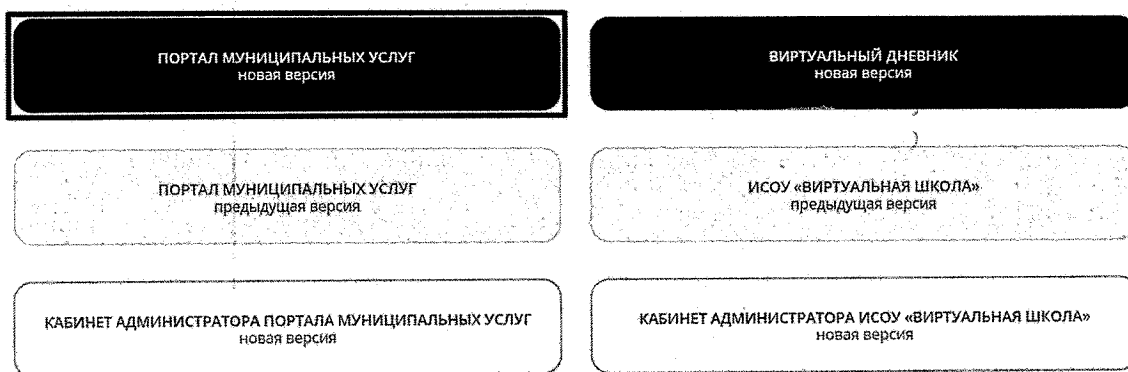 ПОРТАЛ МУНИЦИПАЛЬНЫХ УСЛУГ
новая версия
ВИРТУАЛЬНЫЙ ДНЕВНИК
новая версия
ПОРТАЛ МУНИЦИПАЛЬНЫХ УСЛУГ
предыдущая версия
ИСОУ «ВИРТУАЛЬНАЯ ШКОЛА»
предыдущая версия
КАБИНЕТ АДМИНИСТРАТОРА ПОРТАЛА МУНИЦИПАЛЬНЫХ УСЛУГ
новая версия
КАБИНЕТ АДМИНИСТРАТОРА ИСОУ «ВИРТУАЛЬНАЯ ШКОЛА»
новая версия